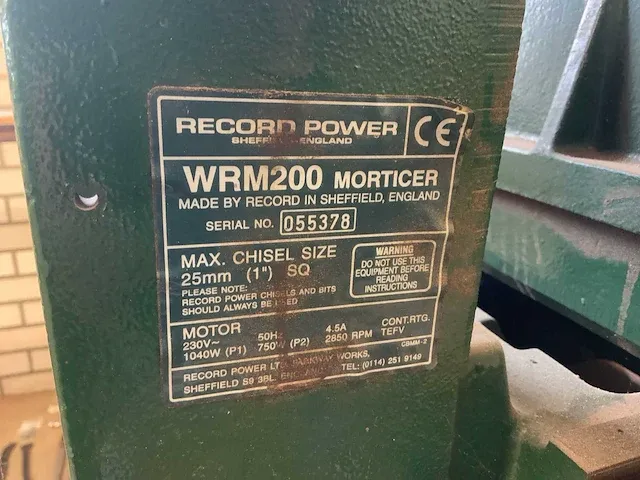 RECORD POWER
SHEFFIELD ENGLAND
CE
WRM200 MORTICER
MADE BY RECORD IN SHEFFIELD, ENGLAND
SERIAL NO. 055378
MAX. CHISEL SIZE
25mm (1") SQ
PLEASE NOTE:
RECORD POWER CHISELS AND BITS
SHOULD ALWAYS BE USED
WARNING
DO NOT USE THIS
EQUIPMENT BEFORE
READING
INSTRUCTIONS
MOTOR
230V~ 50Hz 4.5A CONT.RTG.
1040W (P1) 750W (P2) 2850 RPM TEFV
CBMM-2
RECORD POWER LTD, PARKWAY WORKS,
SHEFFIELD S9 3BL, ENGLAND TEL: (0114) 251 9149